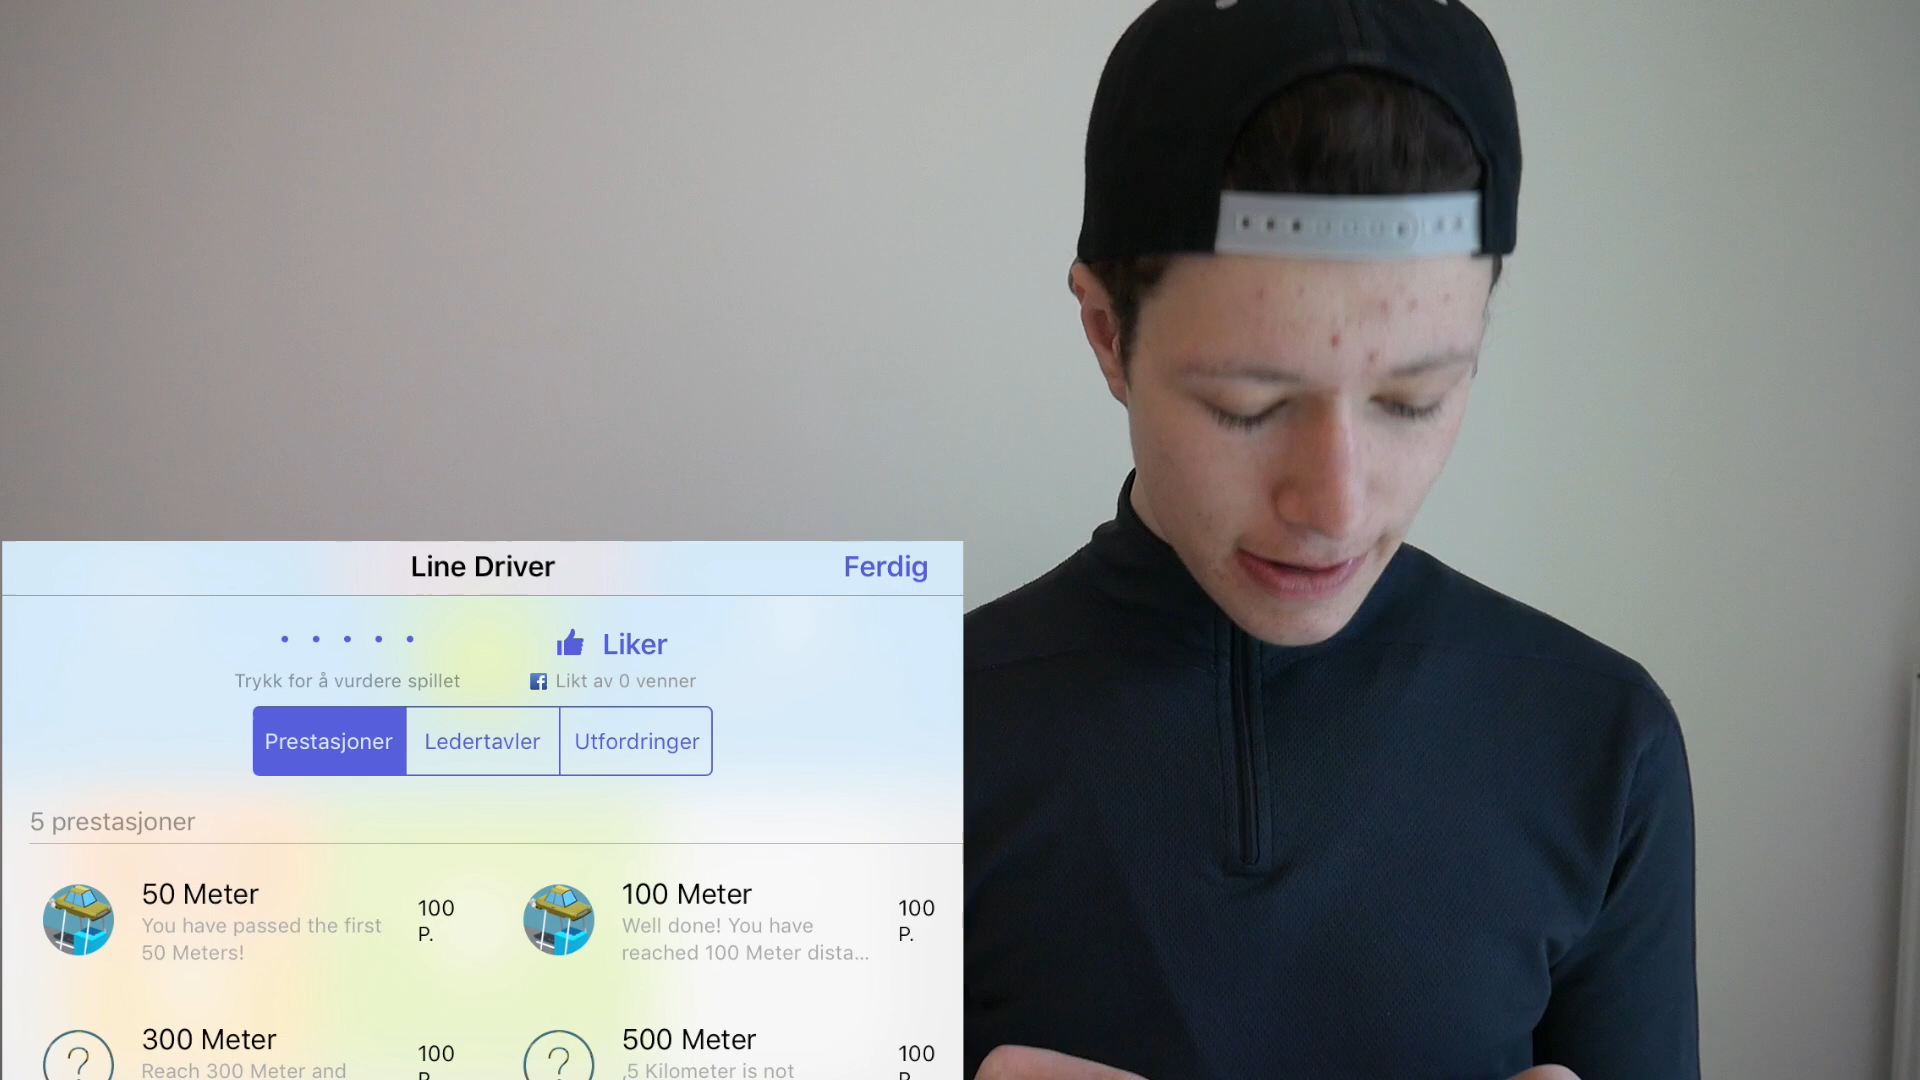 Line Driver
Ferdig
Liker
Trykk for å vurdere spillet
Likt av 0 venner
Prestasjoner
Ledertavler
Utfordringer
5 prestasjoner
50 Meter
You have passed the first
50 Meters!
100
P.
100 Meter
Well done! You have
reached 100 Meter dista...
100
P.
300 Meter
Reach 300 Meter and
100
P.
500 Meter
,5 Kilometer is not
100
P.